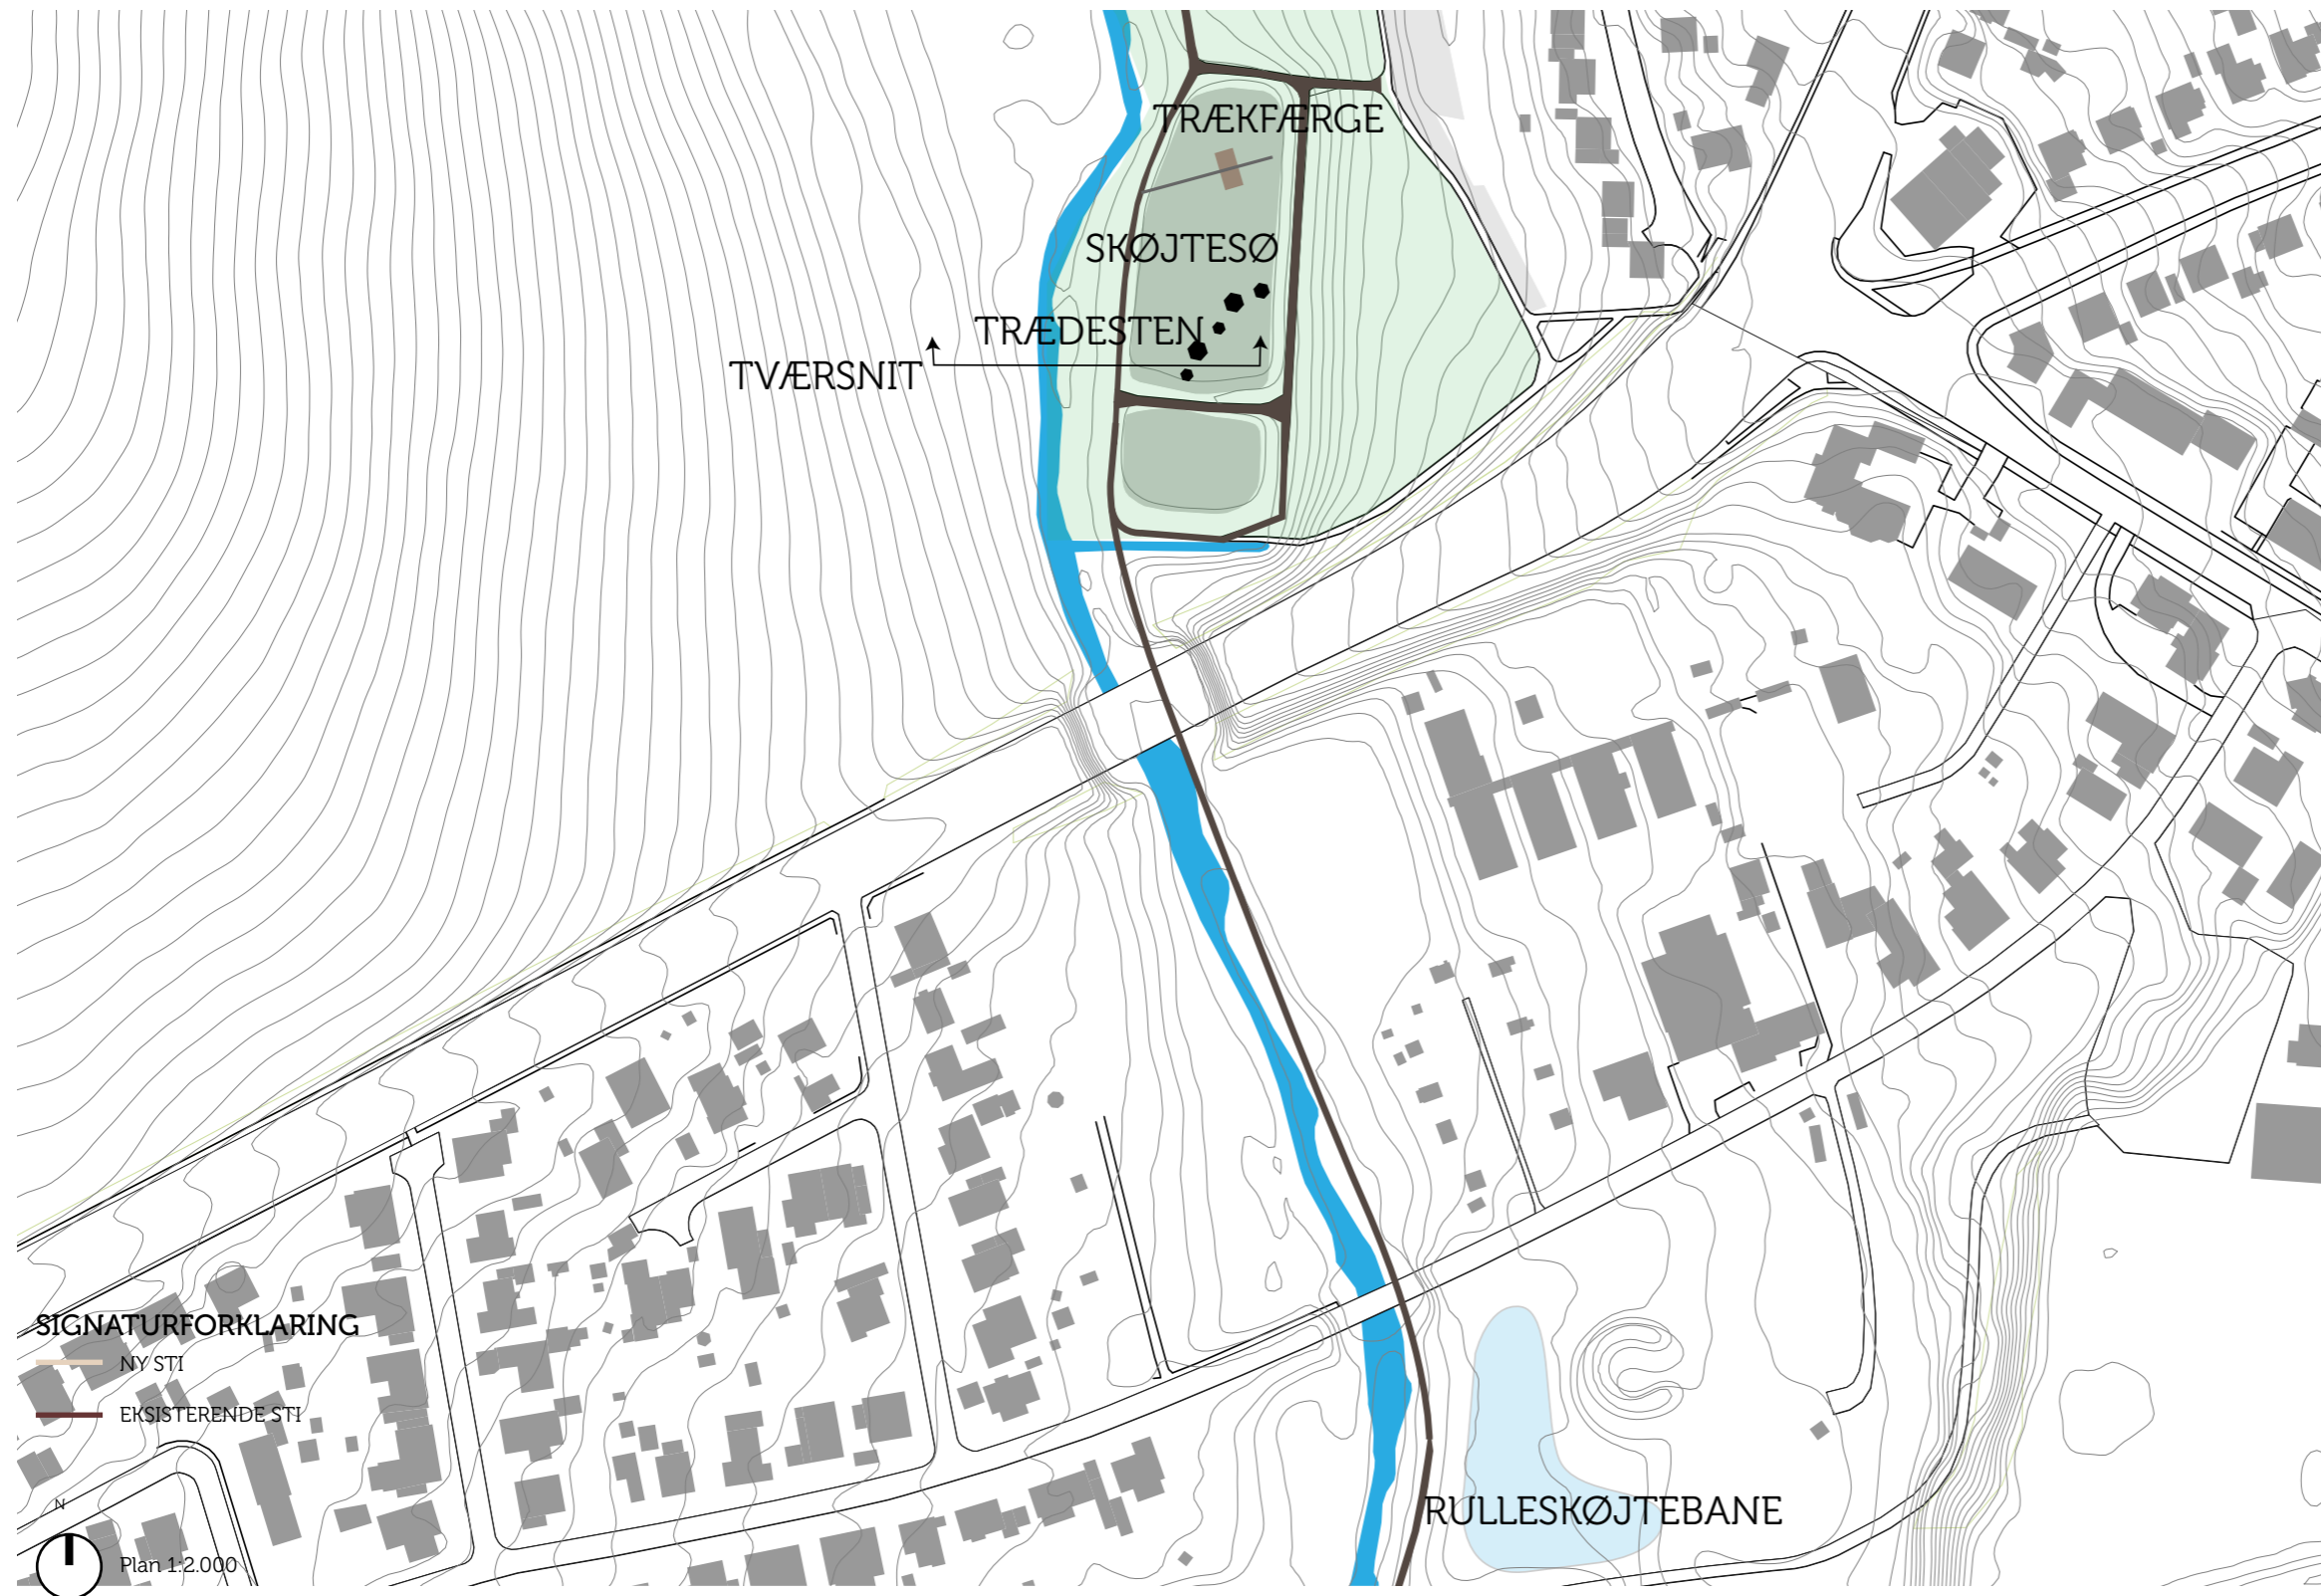 TRÆKFÆRGE
SKØJTESØ
TRÆDESTEN
TVÆRSNIT
SIGNATURFORKLARING
NY STI
EKSISTERENDE STI
N
Plan 1:2.000
RULLESKØJTEBANE